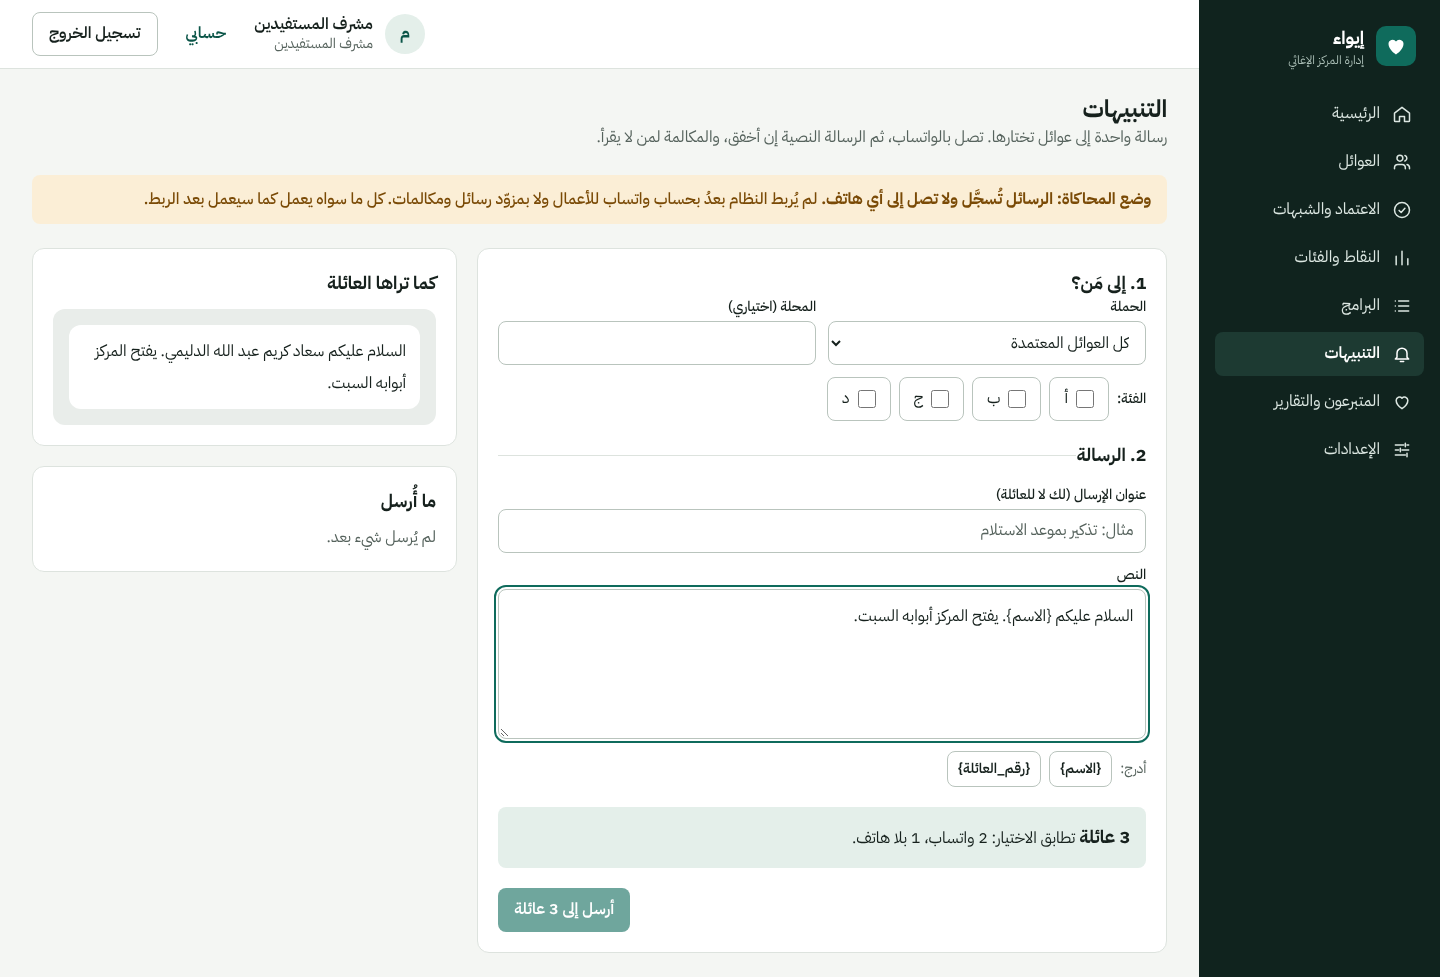 إيواء
إدارة المركز الإغاثي
الرئيسية
العوائل
الاعتماد والشبهات
النقاط والفئات
البرامج
التنبيهات
المتبرعون والتقارير
الإعدادات
م
مشرف المستفيدين
مشرف المستفيدين
حسابي
تسجيل الخروج
التنبيهات
رسالة واحدة إلى عوائل تختارها. تصل بالواتساب، ثم الرسالة النصية إن أخفق، والمكالمة لمن لا يقرأ.
وضع المحاكاة: الرسائل تُسجَّل ولا تصل إلى أي هاتف. لم يُربط النظام بعدُ بحساب واتساب للأعمال ولا بمزوّد رسائل ومكالمات. كل ما سواه يعمل كما سيعمل بعد الربط.
1. إلى مَن؟
الحملة
المحلة (اختياري)
كل العوائل المعتمدة
الفئة:
أ
ب
ج
د
2. الرسالة
عنوان الإرسال (لك لا للعائلة)
مثال: تذكير بموعد الاستلام
النص
السلام عليكم {الاسم}. يفتح المركز أبوابه السبت.
أدرج:
{الاسم}
{رقم_العائلة}
3 عائلة تطابق الاختيار: 2 واتساب، 1 بلا هاتف.
أرسل إلى 3 عائلة
كما تراها العائلة
السلام عليكم سعاد كريم عبد الله الدليمي. يفتح المركز
أبوابه السبت.
ما أُرسل
لم يُرسل شيء بعد.